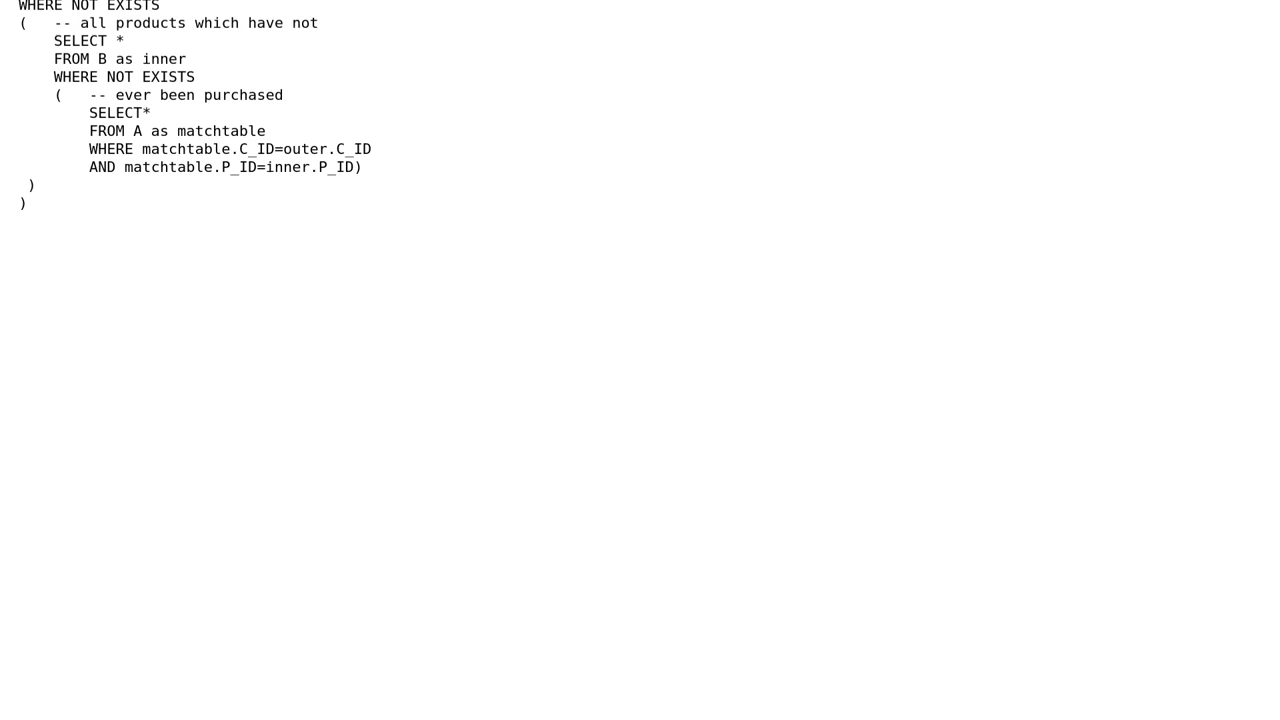 WHERE NOT EXISTS
(   -- all products which have not
    SELECT *
    FROM B as inner
    WHERE NOT EXISTS
    (   -- ever been purchased
        SELECT*
        FROM A as matchtable
        WHERE matchtable.C_ID=outer.C_ID
        AND matchtable.P_ID=inner.P_ID)
 )
)